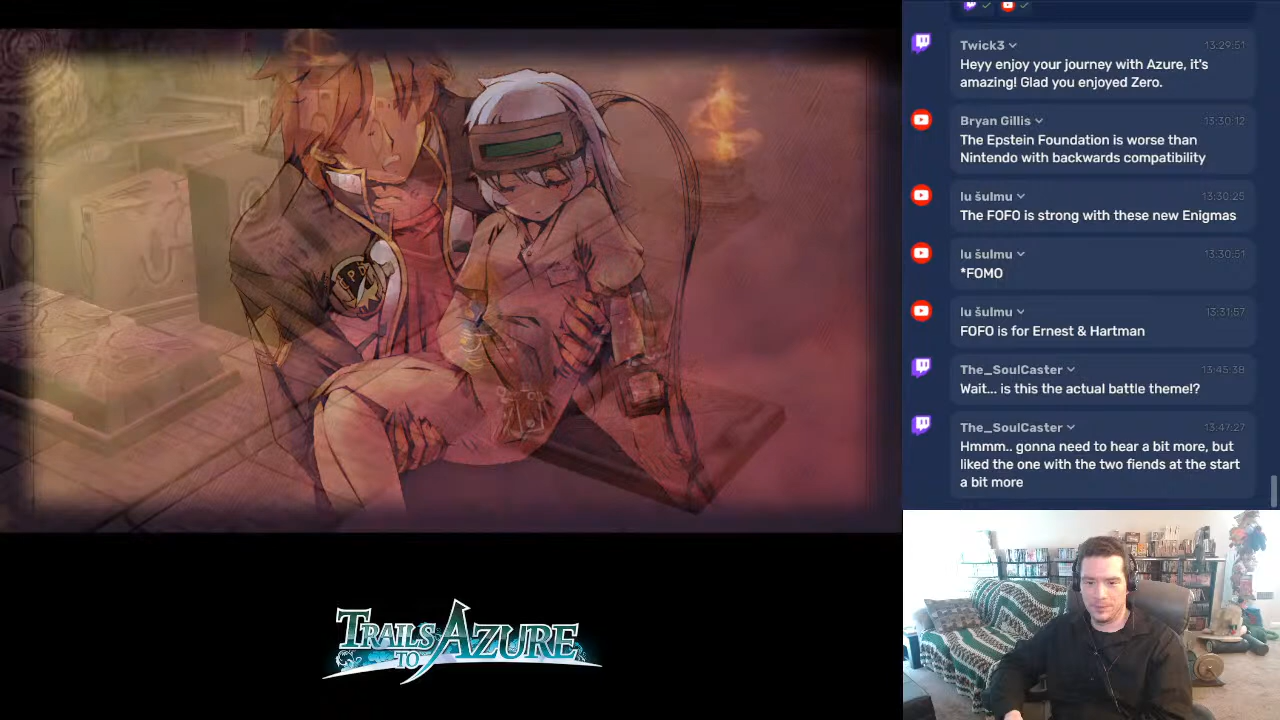 Twick3
13:29:51
Heyy enjoy your journey with Azure, it's
amazing! Glad you enjoyed Zero.
Bryan Gillis
13:30:12
The Epstein Foundation is worse than
Nintendo with backwards compatibility
lu šulmu
13:30:25
The FOFO is strong with these new Enigmas
lu šulmu
13:30:51
*FOMO
lu šulmu
13:31:57
FOFO is for Ernest & Hartman
The_SoulCaster
13:45:38
Wait... is this the actual battle theme!?
The_SoulCaster
13:47:27
Hmmm.. gonna need to hear a bit more, but
liked the one with the two fiends at the start
a bit more
TRAILS
TO
AZURE